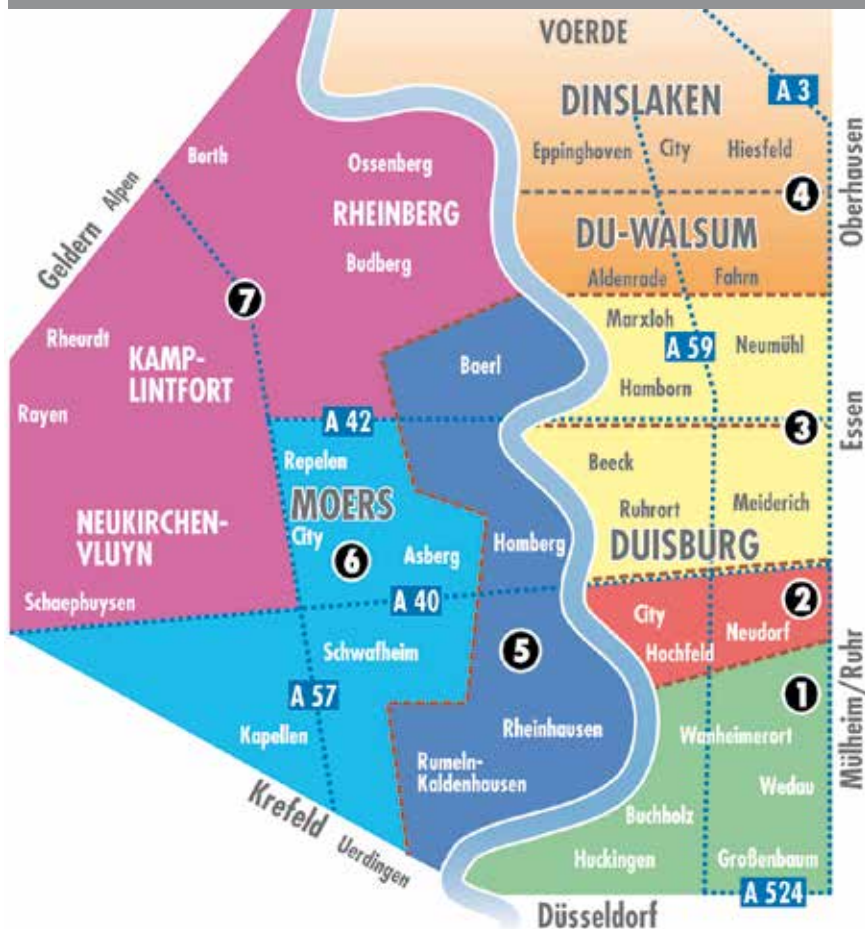 VOERDE
DINSLAKEN
A 3
Eppinghoven
City
Hiesfeld
Oberhausen
Borth
Ossenberg
Alpen
Geldern
RHEINBERG
4
DU-WALSUM
Budberg
Aldenrade
Fahrn
7
Marxloh
Rheurdt
A 59
Neumühl
KAMP-
LINTFORT
Baerl
Hamborn
Rayen
A 42
3
Essen
Repelen
Beeck
MOERS
Ruhrort
Meiderich
NEUKIRCHEN-
VLUYN
City
Asberg
Homberg
DUISBURG
6
Schaephuysen
A 40
City
2
Neudorf
Schwafheim
5
Hochfeld
A 57
1
Mülheim/Ruhr
Kapellen
Rheinhausen
Wanheimerort
Rumeln-
Kaldenhausen
Wedau
Krefeld
Buchholz
Uerdingen
Huckingen
Großenbaum
A 524
Düsseldorf